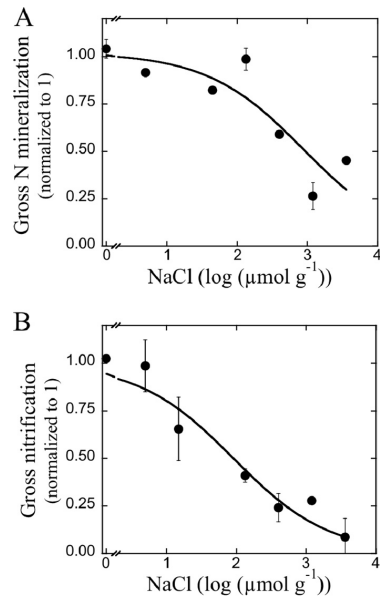 A
Gross N mineralization
(normalized to 1)
1.00
0.75
0.50
0.25
0.00
0
1
2
3
4
NaCl (log (µmol g⁻¹))
B
Gross nitrification
(normalized to 1)
1.00
0.75
0.50
0.25
0.00
0
1
2
3
4
NaCl (log (µmol g⁻¹))